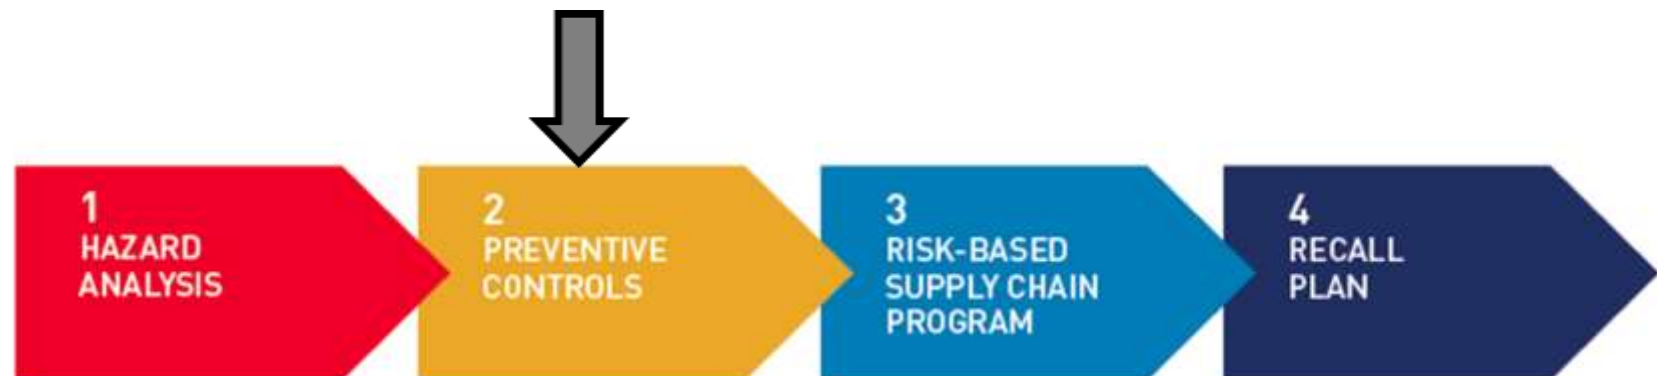 1
HAZARD
ANALYSIS
2
PREVENTIVE
CONTROLS
3
RISK-BASED
SUPPLY CHAIN
PROGRAM
4
RECALL
PLAN